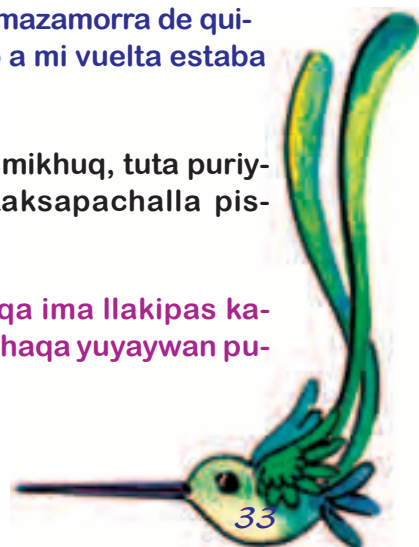 mazamorra de qui-
a mi vuelta estaba
mikhuq, tuta puriy-
aksapachalla pis-
qa ima llakipas ka-
haqa yuyaywan pu-
33